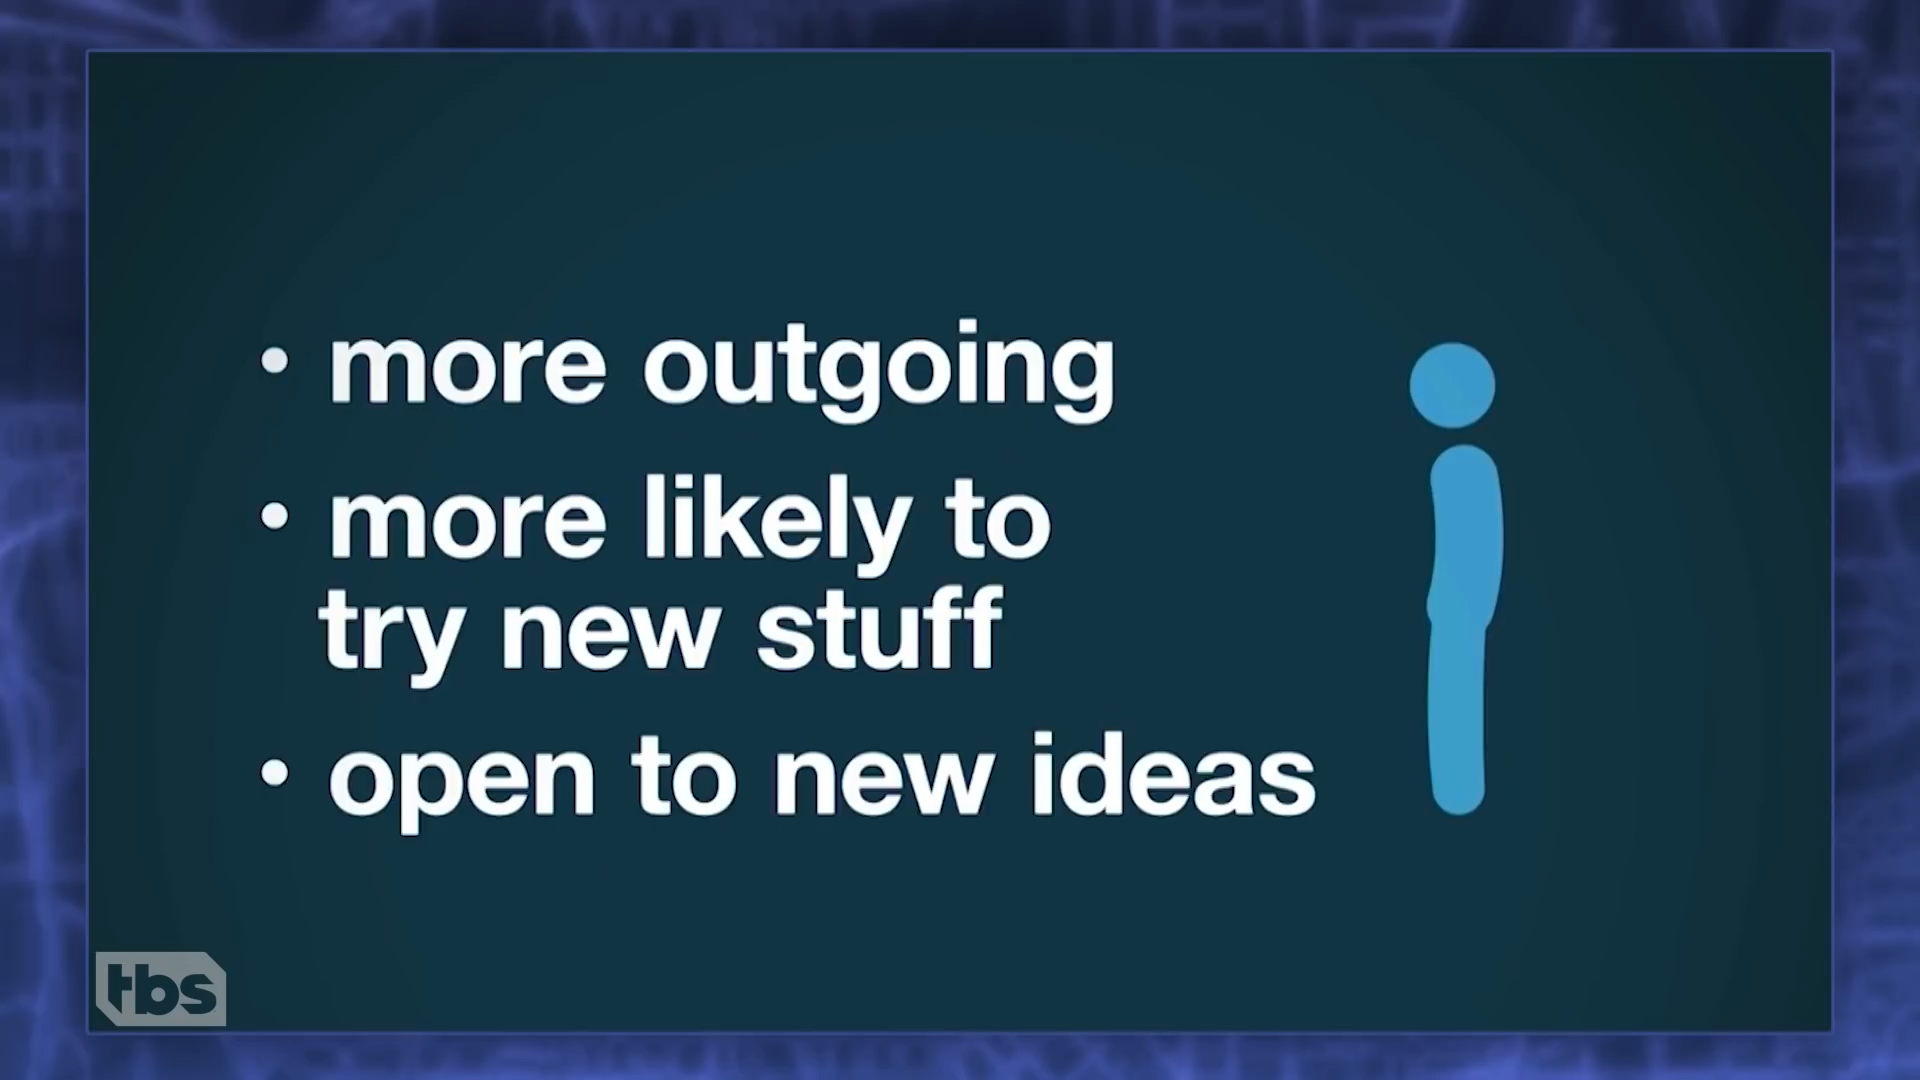 • more outgoing
• more likely to
try new stuff
• open to new ideas
tbs